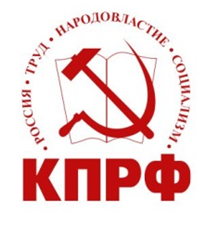 РОССИЯ • ТРУД • НАРОДОВЛАСТИЕ • СОЦИАЛИЗМ •
КПРФ